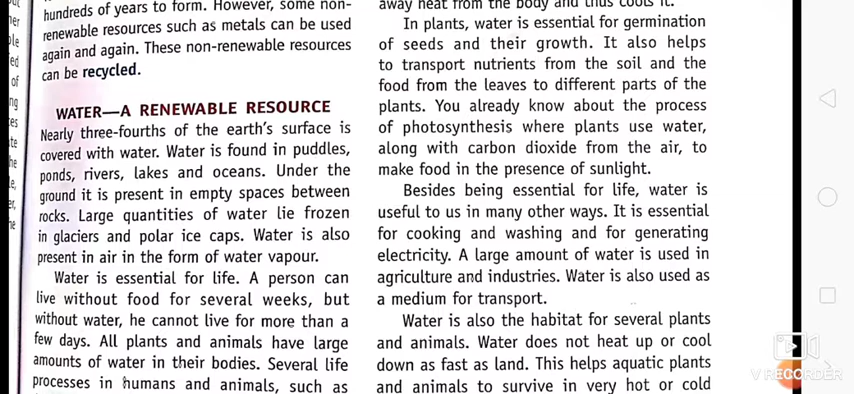 hundreds of years to form. However, some non-
renewable resources such as metals can be used
again and again. These non-renewable resources
can be recycled.
WATER—A RENEWABLE RESOURCE
Nearly three-fourths of the earth's surface is
covered with water. Water is found in puddles,
ponds, rivers, lakes and oceans. Under the
ground it is present in empty spaces between
rocks. Large quantities of water lie frozen
in glaciers and polar ice caps. Water is also
present in air in the form of water vapour.
Water is essential for life. A person can
live without food for several weeks, but
without water, he cannot live for more than a
few days. All plants and animals have large
amounts of water in their bodies. Several life
processes in humans and animals, such as
away heat from the body and thus cools it.
In plants, water is essential for germination
of seeds and their growth. It also helps
to transport nutrients from the soil and the
food from the leaves to different parts of the
plants. You already know about the process
of photosynthesis where plants use water,
along with carbon dioxide from the air, to
make food in the presence of sunlight.
Besides being essential for life, water is
useful to us in many other ways. It is essential
for cooking and washing and for generating
electricity. A large amount of water is used in
agriculture and industries. Water is also used as
a medium for transport.
Water is also the habitat for several plants
and animals. Water does not heat up or cool
down as fast as land. This helps aquatic plants
and animals to survive in very hot or cold
V RECORDER